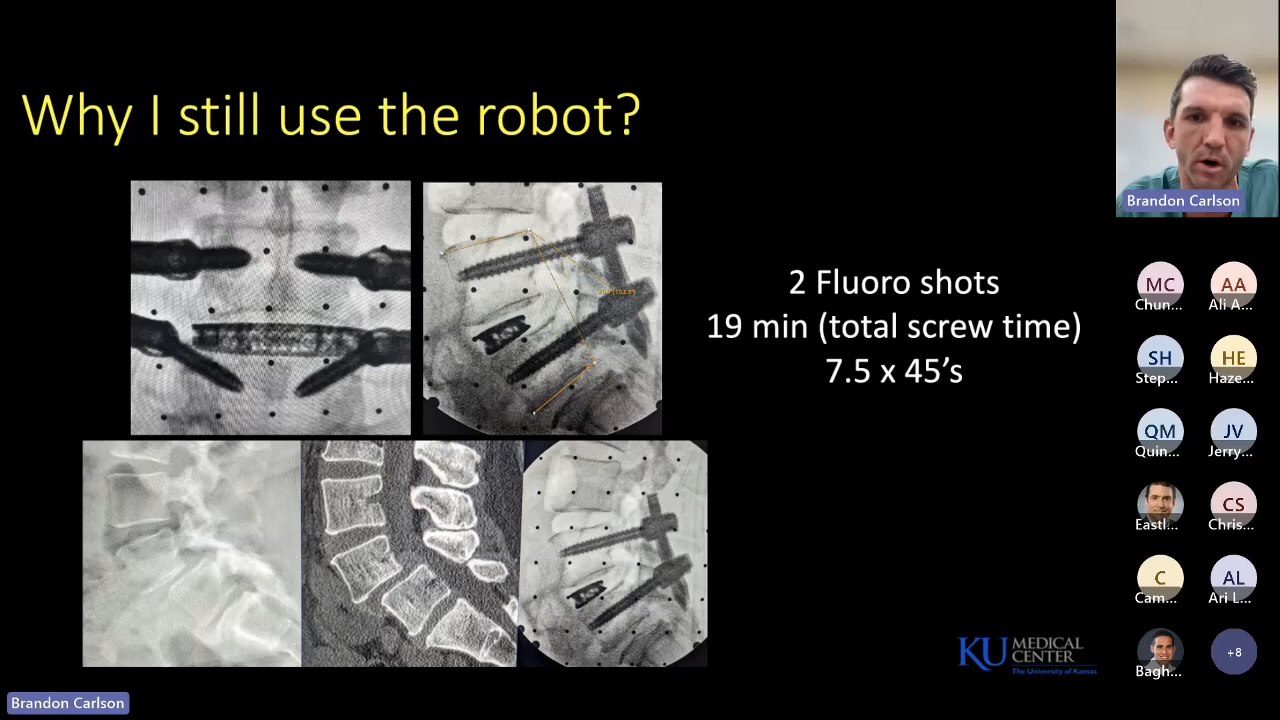 Why I still use the robot?
2 Fluoro shots
19 min (total screw time)
7.5 x 45’s
KU MEDICAL
CENTER
The University of Kansas
Brandon Carlson
Brandon Carlson
MC
AA
Chun...
Ali A...
SH
HE
Step...
Haze...
QM
JV
Quin...
Jerry...
CS
Eastl...
Chris...
C
AL
Cam...
Ari L...
+8
Bagh...